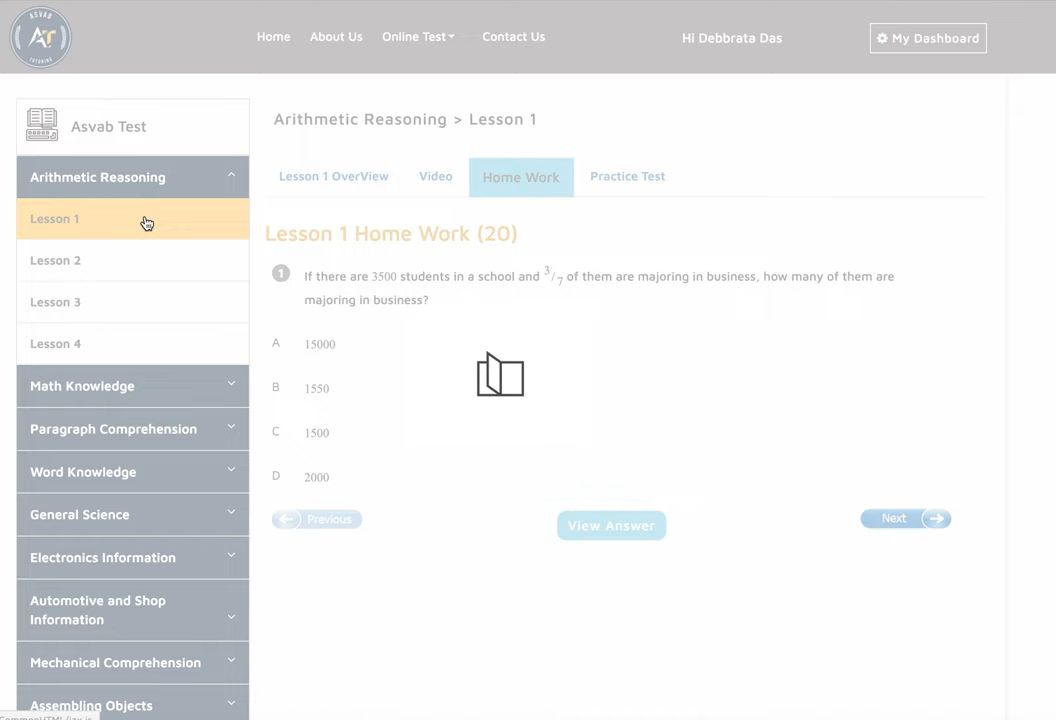 ASVAB
AT
TUTORING
Home
About Us
Online Test
Contact Us
Hi Debbrata Das
My Dashboard
Asvab Test
Arithmetic Reasoning
Lesson 1
Lesson 2
Lesson 3
Lesson 4
Math Knowledge
Paragraph Comprehension
Word Knowledge
General Science
Electronics Information
Automotive and Shop
Information
Mechanical Comprehension
Assembling Objects
Arithmetic Reasoning > Lesson 1
Lesson 1 OverView
Video
Home Work
Practice Test
Lesson 1 Home Work (20)
1 If there are 3500 students in a school and 3/7 of them are majoring in business, how many of them are
majoring in business?
A 15000
B 1550
C 1500
D 2000
Previous
View Answer
Next